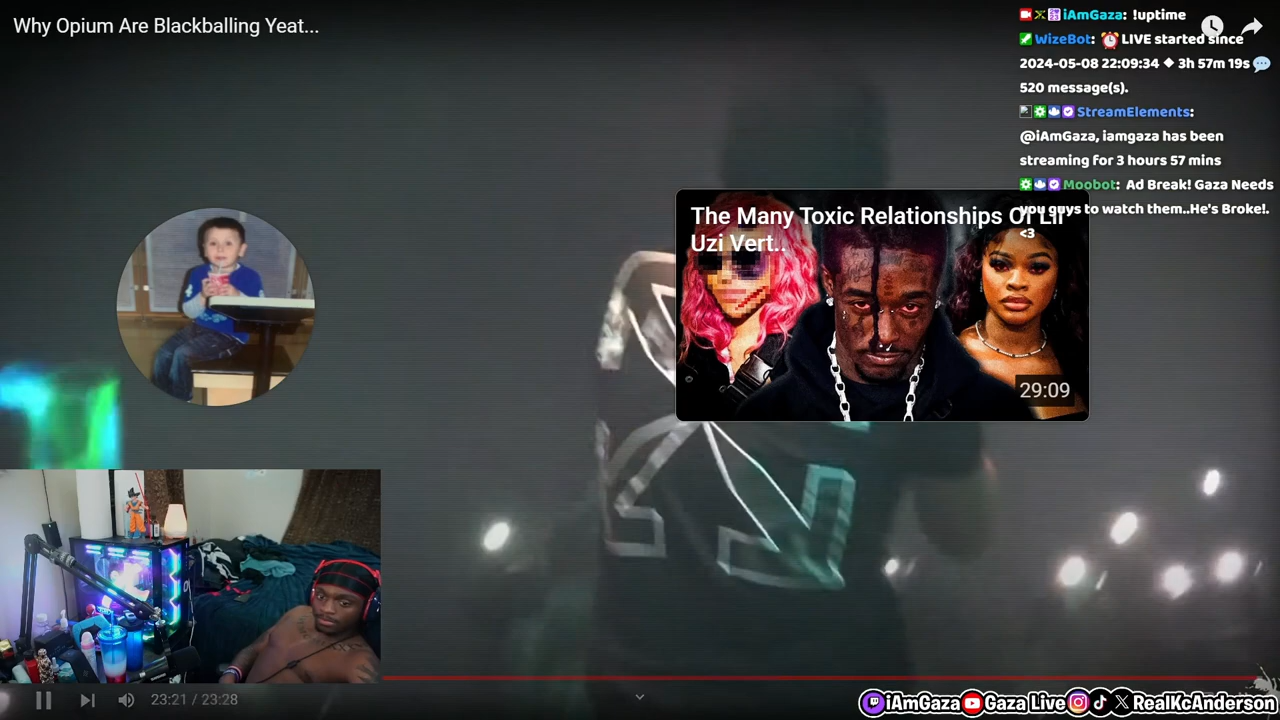 Why Opium Are Blackballing Yeat...
iAmGaza: !uptime
WizeBot: ⏰ LIVE started since
2024-05-08 22:09:34 ◆ 3h 57m 19s 💬
520 message(s).
StreamElements:
@iAmGaza, iamgaza has been
streaming for 3 hours 57 mins
Moobot: Ad Break! Gaza Needs
you guys to watch them..He's Broke!.
<3
The Many Toxic Relationships Of Lil
Uzi Vert..
29:09
23:21 / 23:28
iAmGaza Gaza Live RealKcAnderson